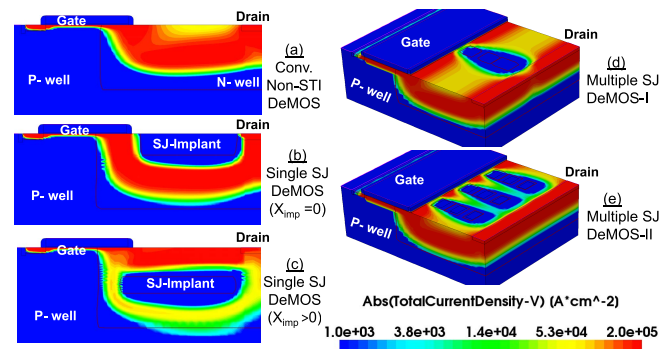 Gate
Drain
(a)
Conv.
Non-STI
DeMOS
P- well
N- well
Gate
Drain
SJ-Implant
(b)
Single SJ
DeMOS
(Ximp =0)
P- well
Gate
Drain
SJ-Implant
(c)
Single SJ
DeMOS
(Ximp >0)
P- well
Gate
Drain
P- well
(d)
Multiple SJ
DeMOS-I
Gate
Drain
P- well
(e)
Multiple SJ
DeMOS-II
Abs(TotalCurrentDensity-V) [A*cm^-2]
1.0e+03 3.8e+03 1.4e+04 5.3e+04 2.0e+05